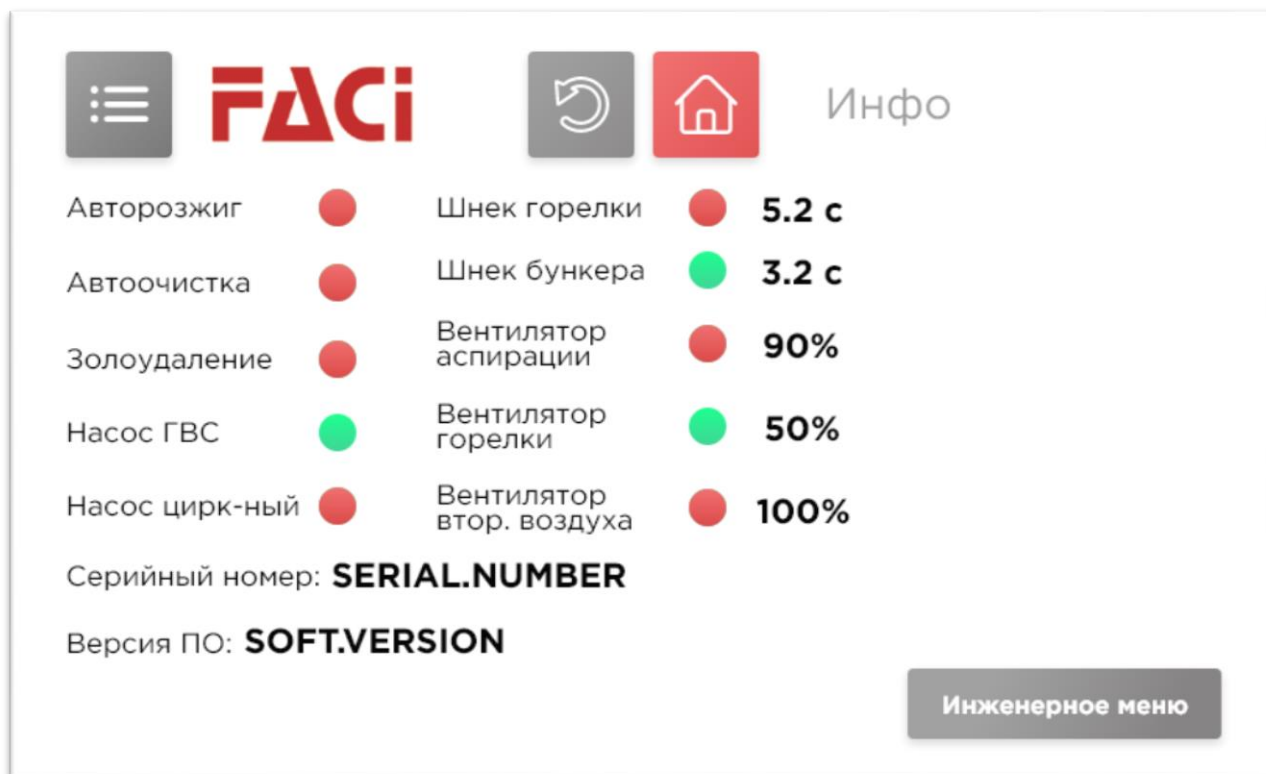 FACi
Инфо
Авторозжиг
Шнек горелки 5.2 с
Автоочистка
Шнек бункера 3.2 с
Золоудаление
Вентилятор
аспирации 90%
Насос ГВС
Вентилятор
горелки 50%
Насос цирк-ный
Вентилятор
втор. воздуха 100%
Серийный номер: SERIAL.NUMBER
Версия ПО: SOFT.VERSION
Инженерное меню